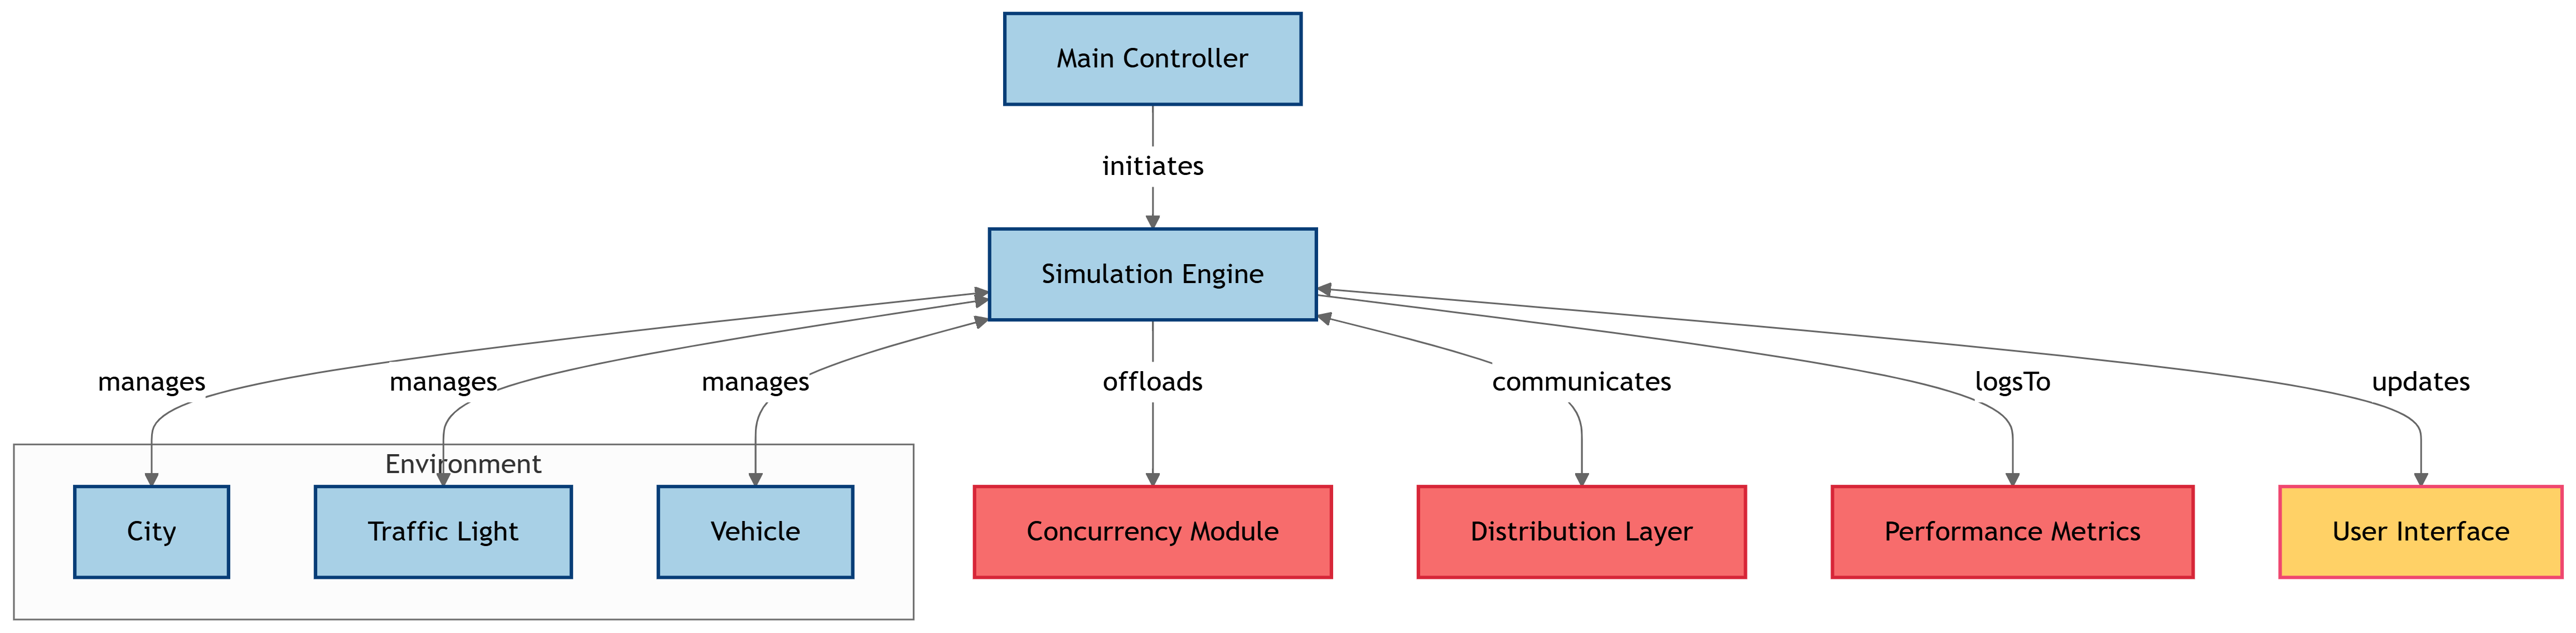 Main Controller
initiates
Simulation Engine
manages
manages
manages
offloads
communicates
logsTo
updates
Environment
City
Traffic Light
Vehicle
Concurrency Module
Distribution Layer
Performance Metrics
User Interface